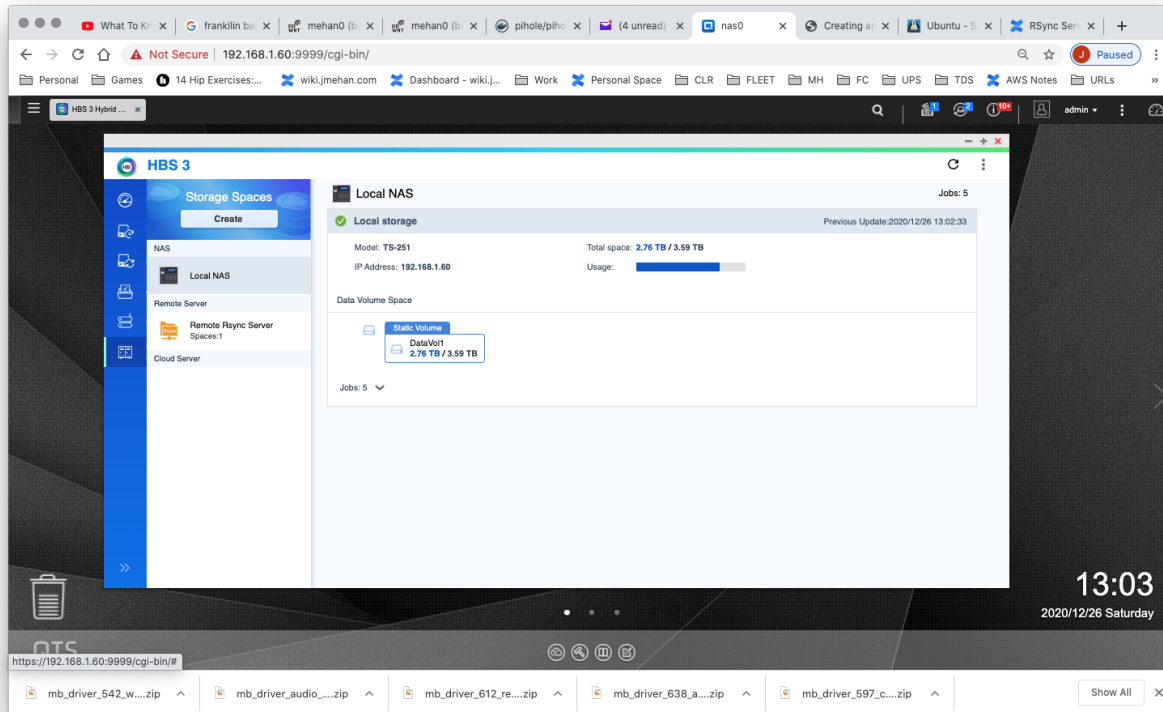 What To Kn
frankilin ba
mehan0 (b
mehan0 (b
pihole/piho
(4 unread)
nas0
Creating ar
Ubuntu - S
RSync Serv
Not Secure
192.168.1.60:9999/cgi-bin/
J
Paused
Personal
Games
14 Hip Exercises:...
wiki.jmehan.com
Dashboard - wiki.j...
Work
Personal Space
CLR
FLEET
MH
FC
UPS
TDS
AWS Notes
URLs
»
HBS 3 Hybrid ...
1
2
10+
admin
HBS 3
Storage Spaces
Create
NAS
Local NAS
Remote Server
Rsync
Remote Rsync Server
Spaces:1
Cloud Server
Local NAS
Jobs: 5
Local storage
Previous Update:2020/12/26 13:02:33
Model: TS-251
Total space: 2.76 TB / 3.59 TB
IP Address: 192.168.1.60
Usage:
Data Volume Space
Static Volume
DataVol1
2.76 TB / 3.59 TB
Jobs: 5
13:03
2020/12/26 Saturday
QTS
https://192.168.1.60:9999/cgi-bin/#
mb_driver_542_w....zip
mb_driver_audio_....zip
mb_driver_612_re....zip
mb_driver_638_a....zip
mb_driver_597_c....zip
Show All